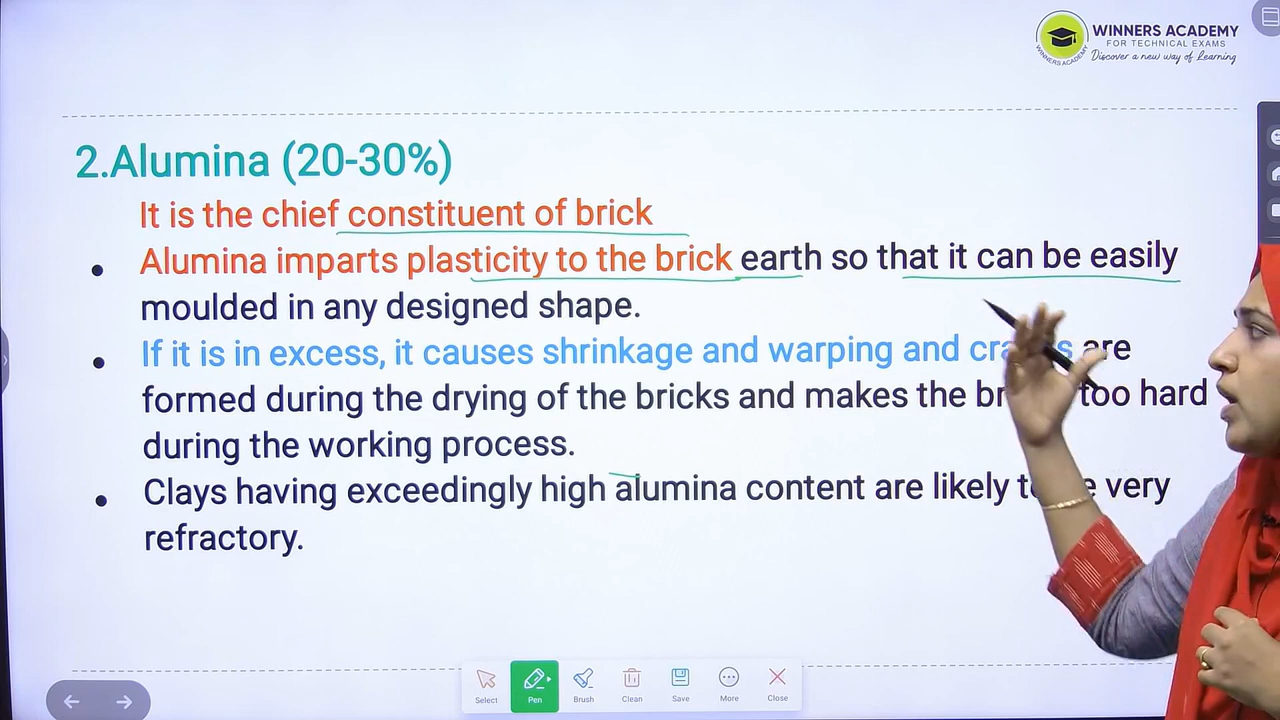 WINNERS ACADEMY
FOR TECHNICAL EXAMS
Discover a new way of Learning
WINNERS ACADEMY
2.Alumina (20-30%)
It is the chief constituent of brick
Alumina imparts plasticity to the brick earth so that it can be easily
moulded in any designed shape.
If it is in excess, it causes shrinkage and warping and are
formed during the drying of the bricks and makes the too hard
during the working process.
Clays having exceedingly high alumina content are likely very
refractory.
Select
Pen
Brush
Clean
Save
More
Close